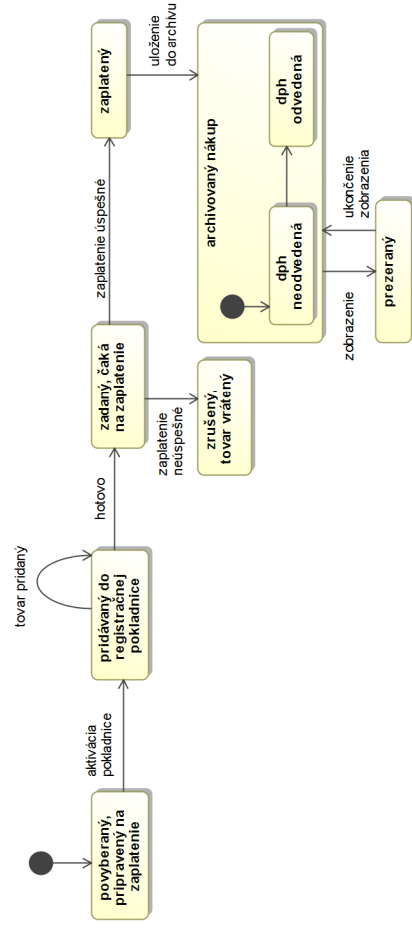 povyberaný,
pripravený na
zaplatenie
aktivácia
pokladnice
tovar pridaný
pridávaný do
registračnej
pokladnice
hotovo
zadaný, čaká
na zaplatenie
zaplatenie
neúspešné
zrušený,
tovar vrátený
zaplatenie úspešné
zaplatený
uloženie
do archívu
archivovaný nákup
dph
neodvedená
dph
odvedená
zobrazenie
ukončenie
zobrazenia
prezeraný